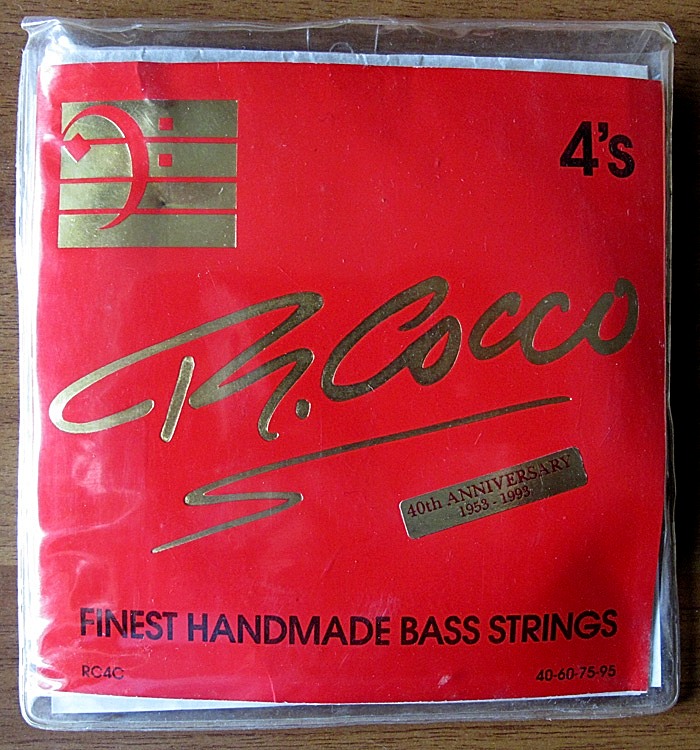 4's
R. Cocco
40th ANNIVERSARY
1953 - 1993
FINEST HANDMADE BASS STRINGS
RC4C
40-60-75-95